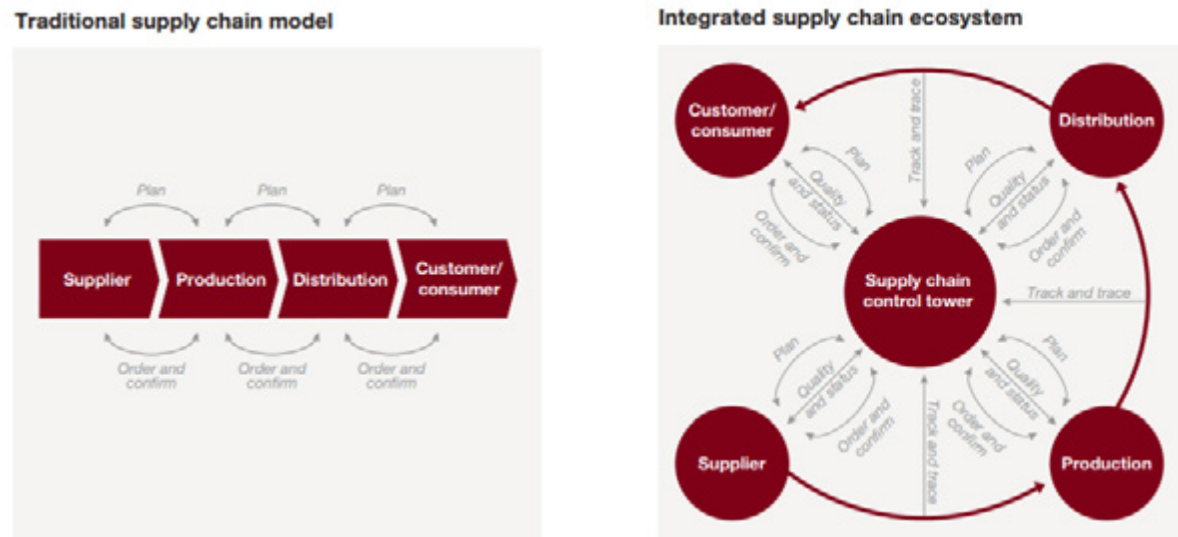 Traditional supply chain model
Plan
Plan
Plan
Supplier
Production
Distribution
Customer/
consumer
Order and
confirm
Order and
confirm
Order and
confirm
Integrated supply chain ecosystem
Customer/
consumer
Distribution
Track and trace
Plan
Quality
and status
Order and
confirm
Plan
Quality
and status
Order and
confirm
Supply chain
control tower
Track and trace
Plan
Quality
and status
Order and
confirm
Plan
Quality
and status
Order and
confirm
Track and trace
Supplier
Production